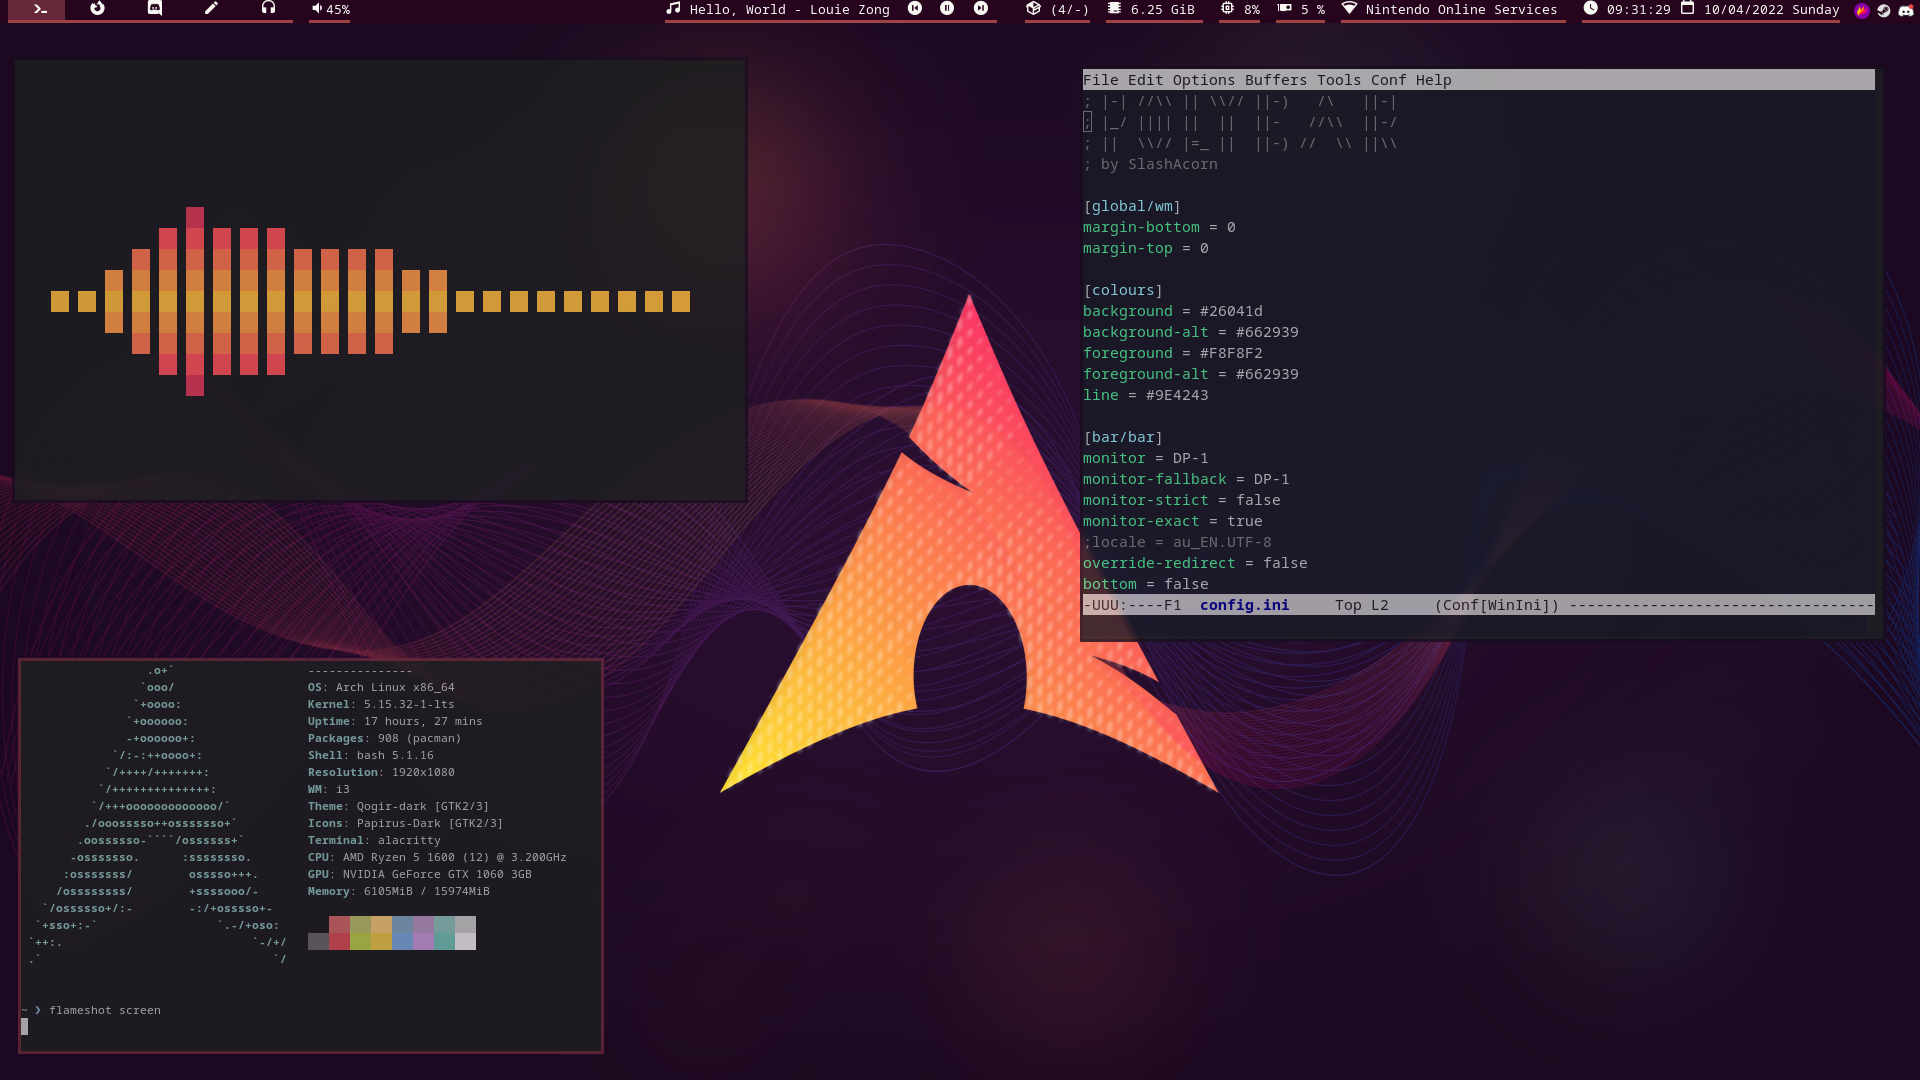 45%
Hello, World - Louie Zong
(4/-)
6.25 GiB
8%
5 %
Nintendo Online Services
09:31:29
10/04/2022 Sunday
File Edit Options Buffers Tools Conf Help
; |-| //\\ || \\// ||-)   /\   ||-|
; |_/ |||| ||  ||  ||-   //\\  ||-/
; ||  \\// |=_ ||  ||-) //  \\ ||\\
; by SlashAcorn
[global/wm]
margin-bottom = 0
margin-top = 0
[colours]
background = #26041d
background-alt = #662939
foreground = #F8F8F2
foreground-alt = #662939
line = #9E4243
[bar/bar]
monitor = DP-1
monitor-fallback = DP-1
monitor-strict = false
monitor-exact = true
;locale = au_EN.UTF-8
override-redirect = false
bottom = false
-UUU:----F1  config.ini     Top L2     (Conf[WinIni]) ----------------------------------
.o+`                   ---------------
`ooo/                   OS: Arch Linux x86_64
`+oooo:                  Kernel: 5.15.32-1-lts
`+oooooo:                 Uptime: 17 hours, 27 mins
-+oooooo+:                Packages: 908 (pacman)
`/:-:++oooo+:               Shell: bash 5.1.16
`/++++/+++++++:              Resolution: 1920x1080
`/++++++++++++++:             WM: i3
`/+++ooooooooooooo/`           Theme: Qogir-dark [GTK2/3]
./ooosssso++osssssso+`          Icons: Papirus-Dark [GTK2/3]
.oossssso-````/ossssss+`         Terminal: alacritty
-osssssso.      :ssssssso.        CPU: AMD Ryzen 5 1600 (12) @ 3.200GHz
:osssssss/        osssso+++.       GPU: NVIDIA GeForce GTX 1060 3GB
/ossssssss/        +ssssooo/-       Memory: 6105MiB / 15974MiB
`/ossssso+/:-        -:/+osssso+-
`+sso+:-`                 `.-/+oso:
`++:.                           `-/+/
.`                                 `/
~ ❯ flameshot screen